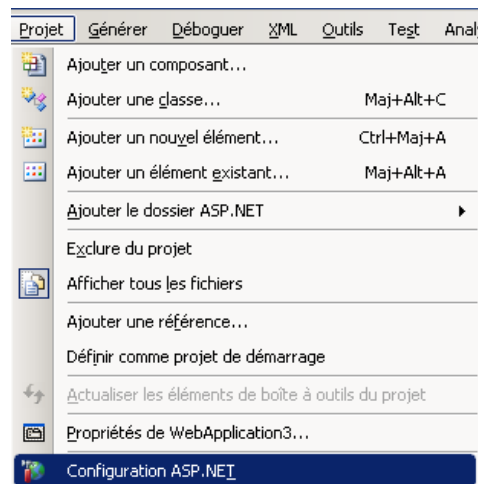 Projet Générer Déboguer XML Outils Test Anal
Ajouter un composant...
Ajouter une classe... Maj+Alt+C
Ajouter un nouvel élément... Ctrl+Maj+A
Ajouter un élément existant... Maj+Alt+A
Ajouter le dossier ASP.NET
Exclure du projet
Afficher tous les fichiers
Ajouter une référence...
Définir comme projet de démarrage
Actualiser les éléments de boîte à outils du projet
Propriétés de WebApplication3...
Configuration ASP.NET